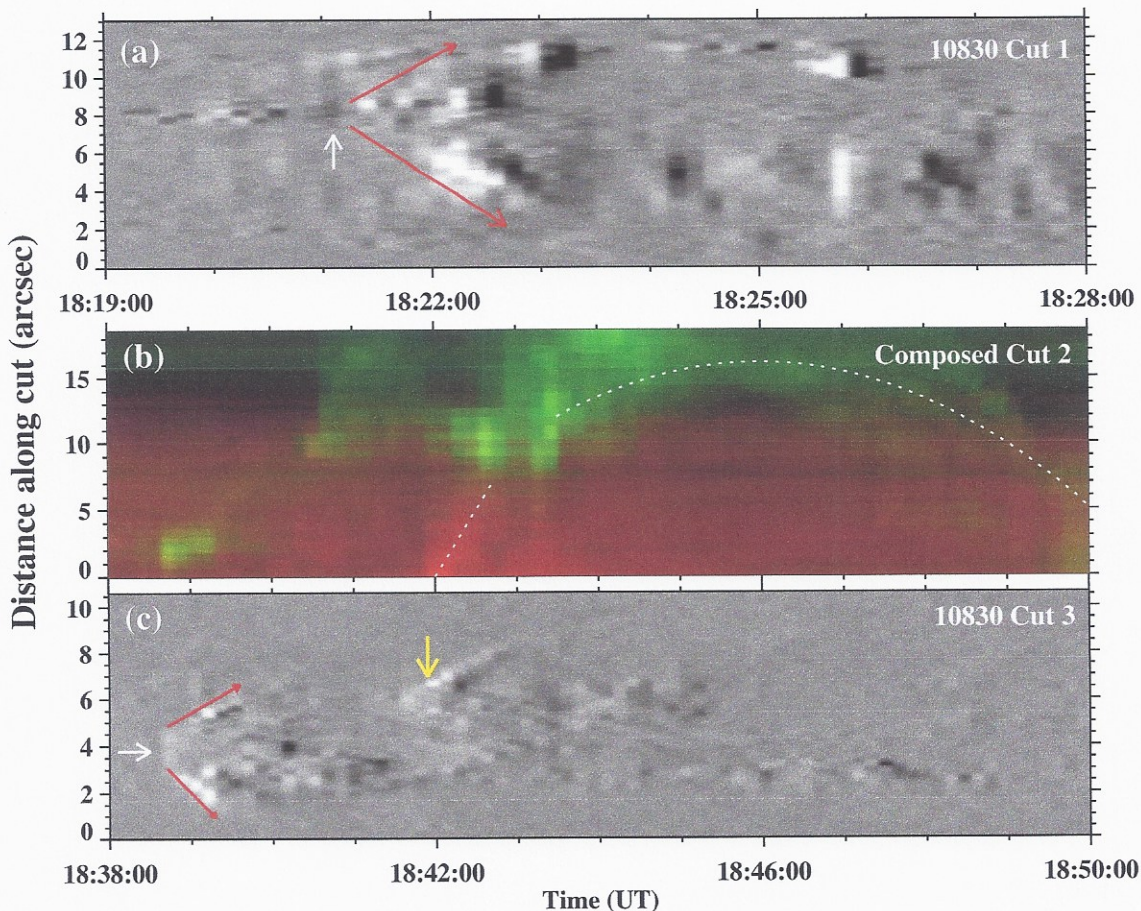 (a)
10830 Cut 1
12
10
8
6
4
2
0
18:19:00 18:22:00 18:25:00 18:28:00
Distance along cut (arcsec)
(b)
Composed Cut 2
15
10
5
0
(c)
10830 Cut 3
10
8
6
4
2
0
18:38:00 18:42:00 18:46:00 18:50:00
Time (UT)